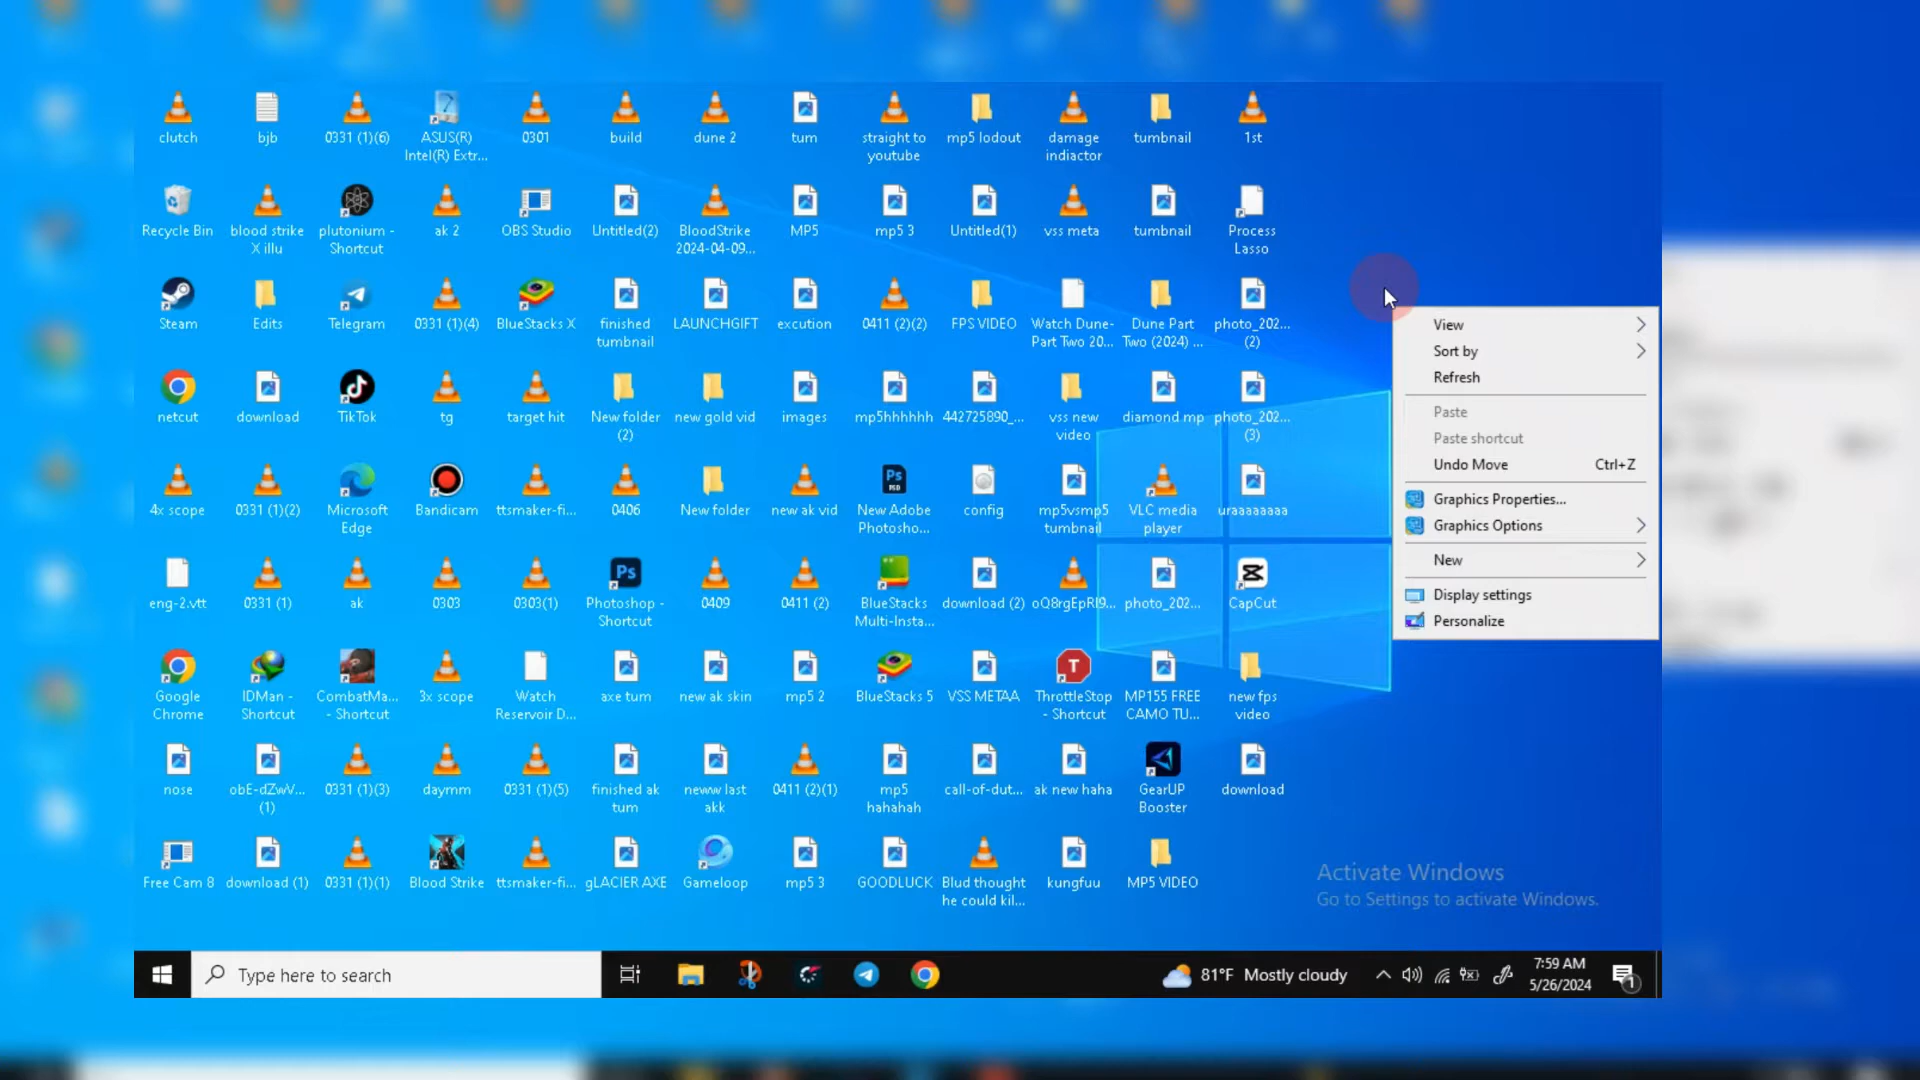 clutch
bjb
0331 (1)(6)
ASUS(R)
Intel(R) Extr...
0301
build
dune 2
tum
straight to
youtube
mp5 lodout
damage
indiactor
tumbnail
1st
Recycle Bin
blood strike
X illu
plutonium -
Shortcut
ak 2
OBS Studio
Untitled(2)
BloodStrike
2024-04-09...
MP5
mp5 3
Untitled(1)
vss meta
tumbnail
Process
Lasso
Steam
Edits
Telegram
0331 (1)(4)
BlueStacks X
finished
tumbnail
LAUNCHGIFT
excution
0411 (2)(2)
FPS VIDEO
Watch Dune-
Part Two 20...
Dune Part
Two (2024) ...
photo_202...
(2)
netcut
download
TikTok
tg
target hit
New folder
(2)
new gold vid
images
mp5hhhhhh
442725890_...
vss new
video
diamond mp
photo_202...
(3)
4x scope
0331 (1)(2)
Microsoft
Edge
Bandicam
ttsmaker-fi...
0406
New folder
new ak vid
New Adobe
Photosho...
config
mp5vsmp5
tumbnail
VLC media
player
uraaaaaaa
eng-2.vtt
0331 (1)
ak
0303
0303(1)
Photoshop -
Shortcut
0409
0411 (2)
BlueStacks
Multi-Insta...
download (2)
oQ8rgEpRI9...
photo_202...
CapCut
Google
Chrome
IDMan -
Shortcut
CombatMa...
- Shortcut
3x scope
Watch
Reservoir D...
axe tum
new ak skin
mp5 2
BlueStacks 5
VSS METAA
ThrottleStop
- Shortcut
MP155 FREE
CAMO TU...
new fps
video
nose
obE-dZwV...
(1)
0331 (1)(3)
daymm
0331 (1)(5)
finished ak
tum
neww last
akk
0411 (2)(1)
mp5
hahahah
call-of-dut...
ak new haha
GearUP
Booster
download
Free Cam 8
download (1)
0331 (1)(1)
Blood Strike
ttsmaker-fi...
gLACIER AXE
Gameloop
mp5 3
GOODLUCK
Blud thought
he could kil...
kungfuu
MP5 VIDEO
View
Sort by
Refresh
Paste
Paste shortcut
Undo Move Ctrl+Z
Graphics Properties...
Graphics Options
New
Display settings
Personalize
Activate Windows
Go to Settings to activate Windows.
Type here to search
81°F Mostly cloudy
7:59 AM
5/26/2024
1